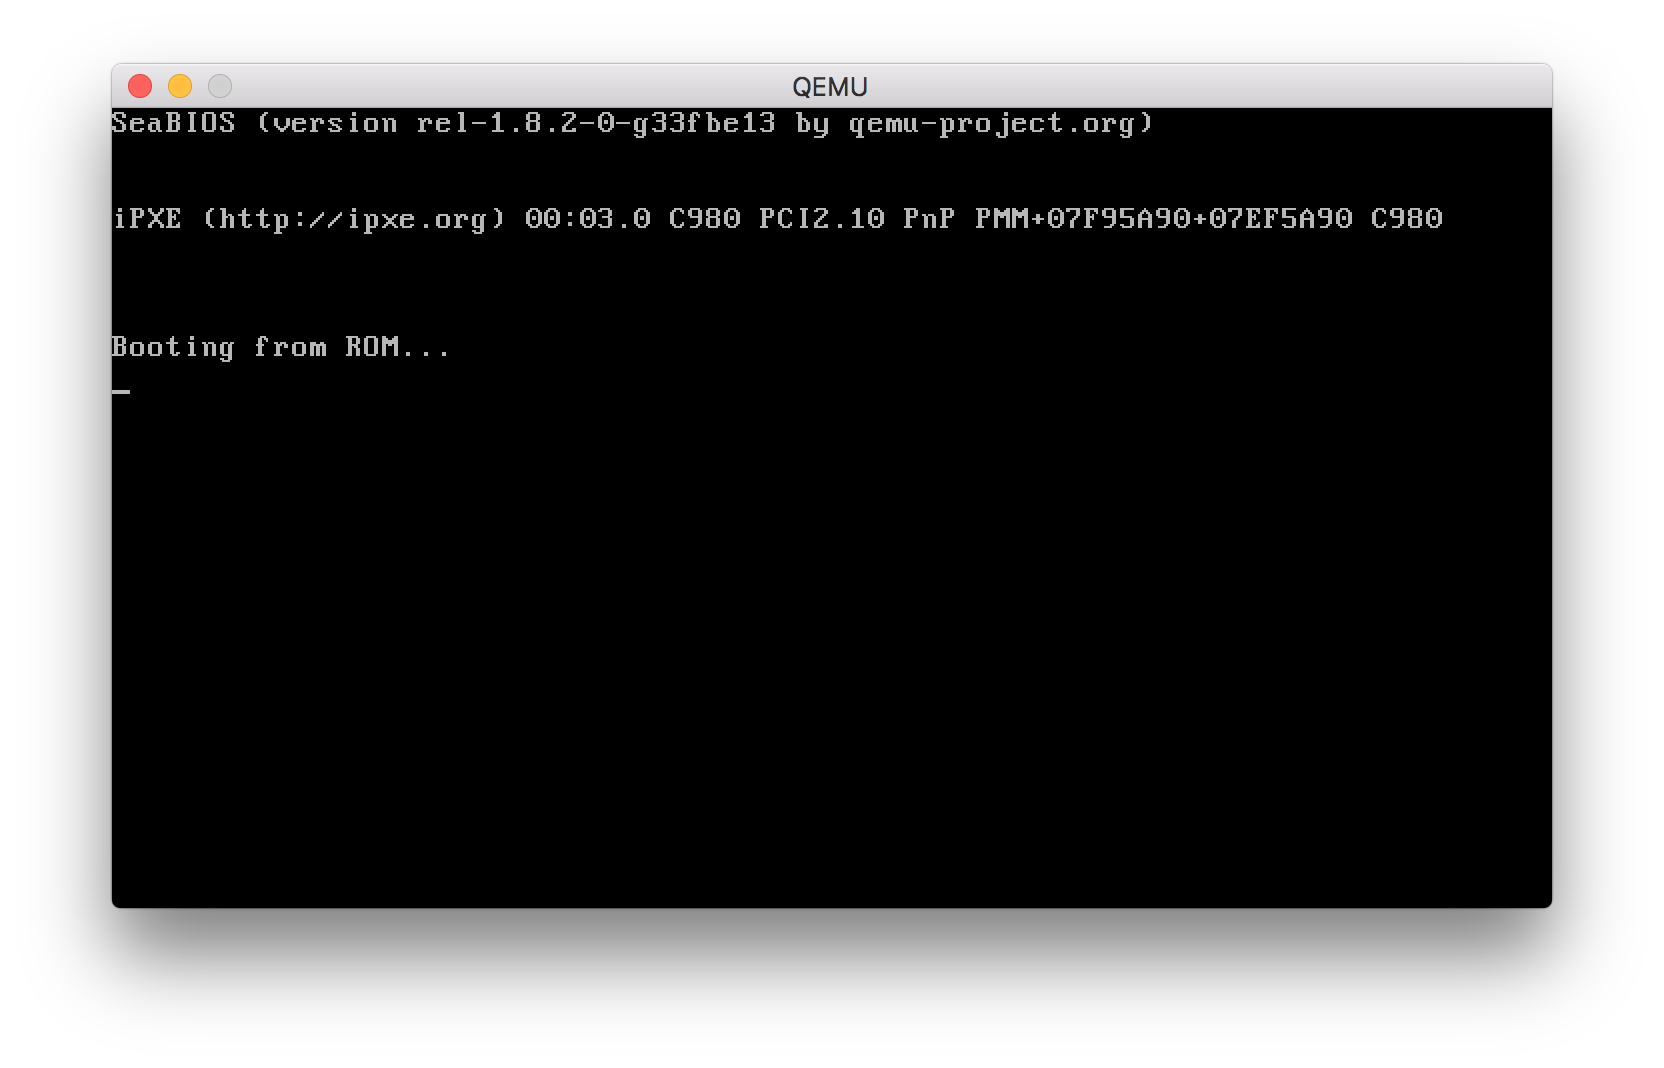 QEMU
SeaBIOS (version rel-1.8.2-0-g33fbe13 by qemu-project.org)
iPXE (http://ipxe.org) 00:03.0 C980 PCI2.10 PnP PMM+07F95A90+07EF5A90 C980
Booting from ROM...